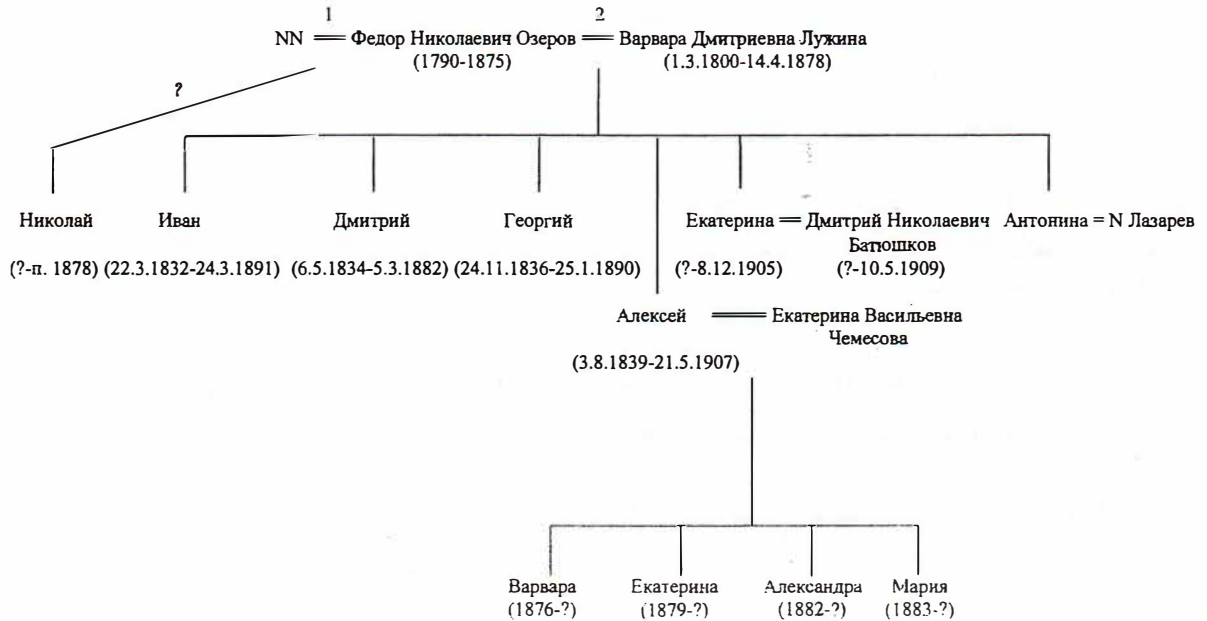 1 2
NN Федор Николаевич Озеров Варвара Дмитриевна Лужина
(1790-1875) (1.3.1800-14.4.1878)
?
Николай Иван Дмитрий Георгий Екатерина = Дмитрий Николаевич Антонина = N Лазарев
Батюшков
(?-п. 1878) (22.3.1832-24.3.1891) (6.5.1834-5.3.1882) (24.11.1836-25.1.1890) (?-8.12.1905) (?-10.5.1909)
Алексей Екатерина Васильевна
Чемесова
(3.8.1839-21.5.1907)
Варвара Екатерина Александра Мария
(1876-?) (1879-?) (1882-?) (1883-?)